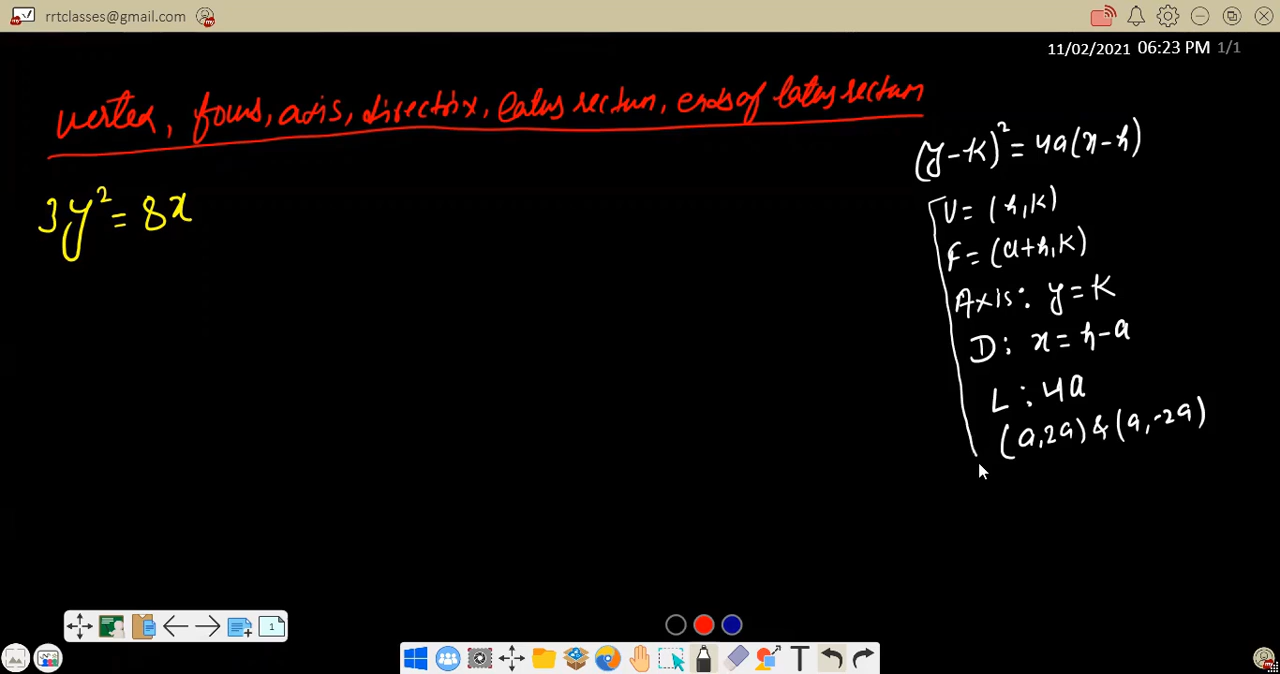 rrtclasses@gmail.com
11/02/2021 06:23 PM 1/1
vertex, focus, axis, directrix, latus rectum, ends of latus rectum
(y-k)² = 4a(x-h)
3y² = 8x
V = (h,k)
F = (a+h,k)
Axis: y = k
D: x = h-a
L: 4a
(a,2a) & (a,-2a)
1
T